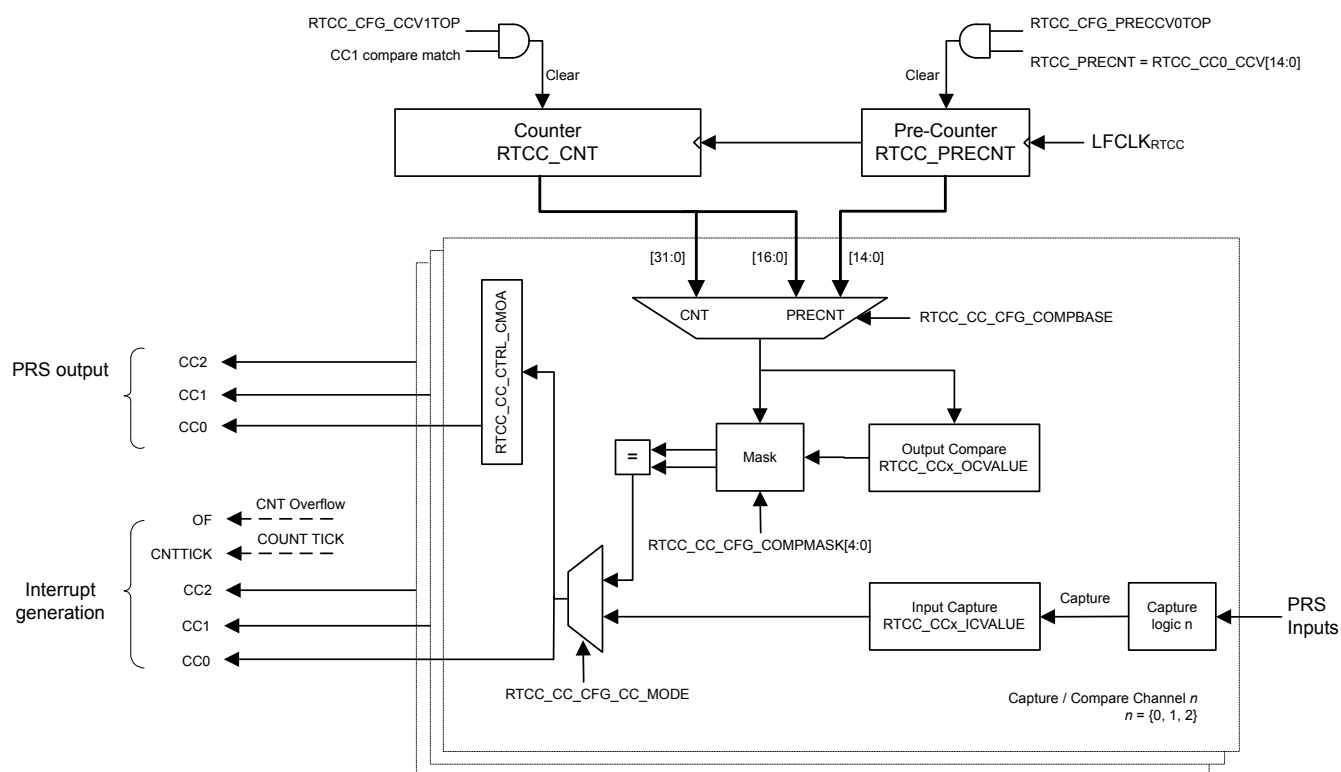 RTCC_CFG_CCV1TOP
CC1 compare match
RTCC_CFG_PRECCV0TOP
RTCC_PRECNT = RTCC_CC0_CCV[14:0]
Clear
Clear
Counter
RTCC_CNT
Pre-Counter
RTCC_PRECNT
LFCLKRTCC
[31:0]
[16:0]
[14:0]
CNT
PRECNT
RTCC_CC_CFG_COMPBASE
RTCC_CC_CTRL_CMOA
PRS output
CC2
CC1
CC0
=
Mask
Output Compare
RTCC_CCx_OCVALUE
RTCC_CC_CFG_COMPMASK[4:0]
Interrupt
generation
OF
CNT Overflow
CNTTICK
COUNT TICK
CC2
CC1
CC0
Input Capture
RTCC_CCx_ICVALUE
Capture
Capture
logic n
PRS
Inputs
RTCC_CC_CFG_CC_MODE
Capture / Compare Channel n
n = {0, 1, 2}